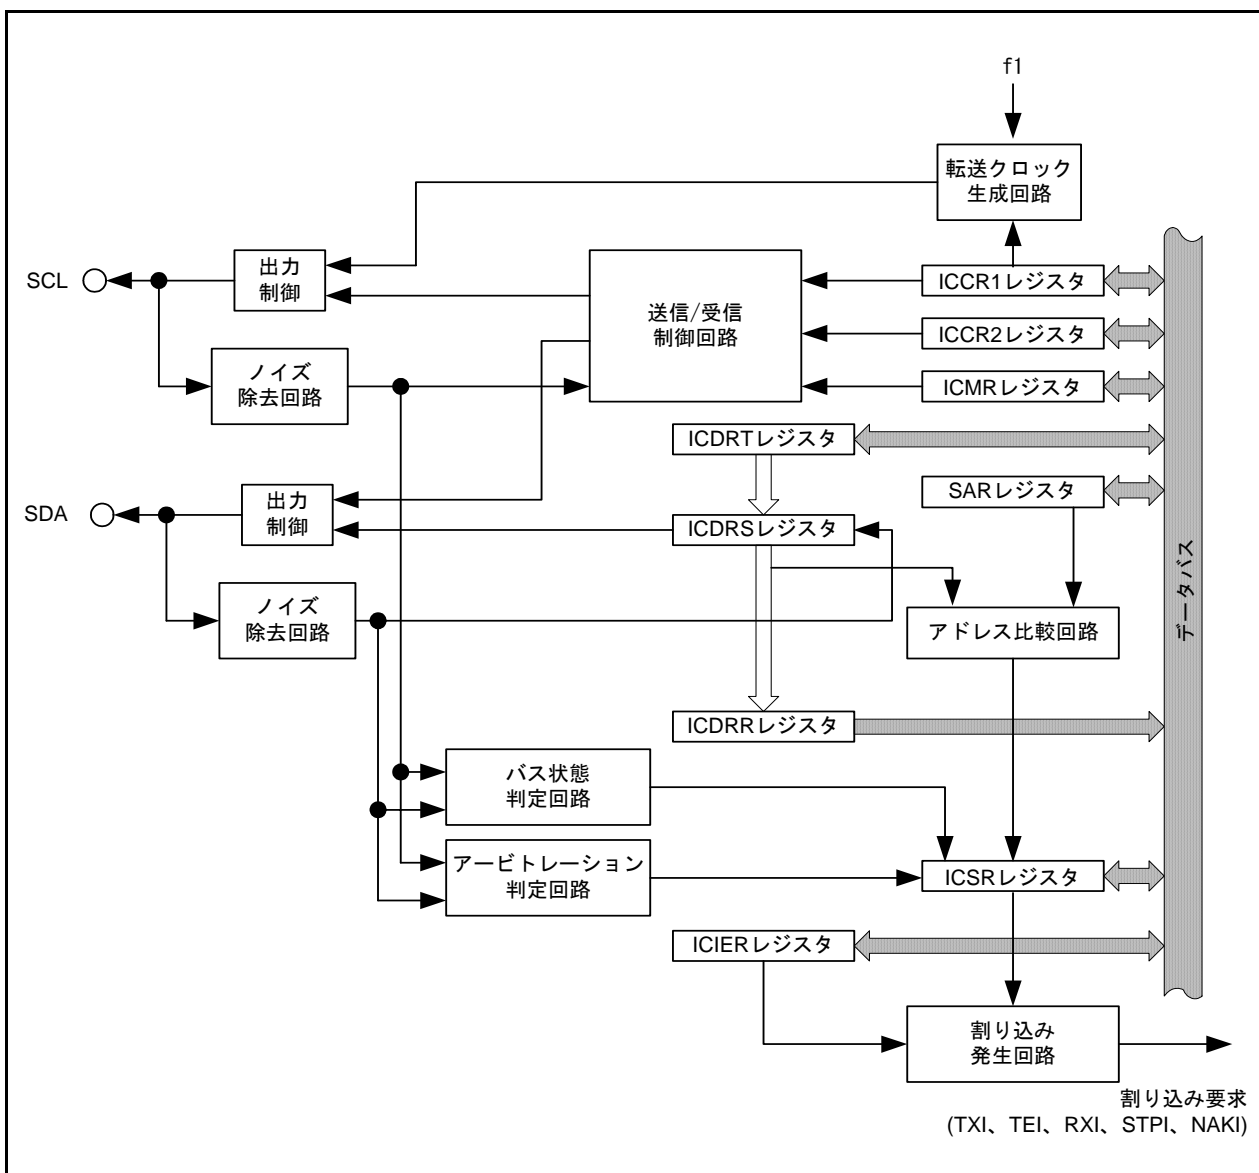 f1
転送クロック
生成回路
SCL
出力
制御
送信/受信
制御回路
ICCR1レジスタ
ICCR2レジスタ
ノイズ
除去回路
ICMRレジスタ
ICDRTレジスタ
SARレジスタ
SDA
出力
制御
ICDRSレジスタ
データバス
ノイズ
除去回路
アドレス比較回路
ICDRRレジスタ
バス状態
判定回路
アービトレーション
判定回路
ICSRレジスタ
ICIERレジスタ
割り込み
発生回路
割り込み要求
(TXI、TEI、RXI、STPI、NAKI)